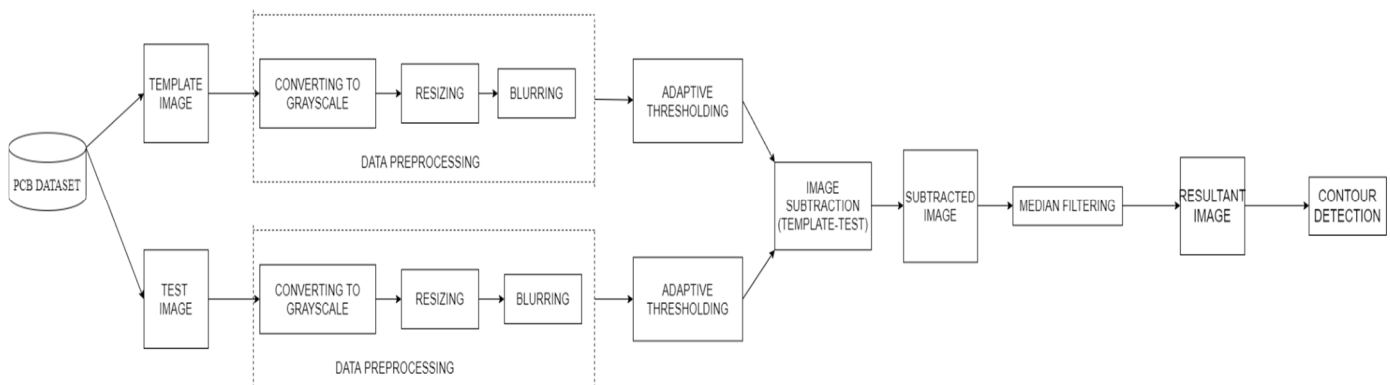 PCB DATASET
TEMPLATE
IMAGE
CONVERTING TO
GRAYSCALE
RESIZING
BLURRING
DATA PREPROCESSING
ADAPTIVE
THRESHOLDING
TEST
IMAGE
CONVERTING TO
GRAYSCALE
RESIZING
BLURRING
DATA PREPROCESSING
ADAPTIVE
THRESHOLDING
IMAGE
SUBTRACTION
(TEMPLATE-TEST)
SUBTRACTED
IMAGE
MEDIAN FILTERING
RESULTANT
IMAGE
CONTOUR
DETECTION